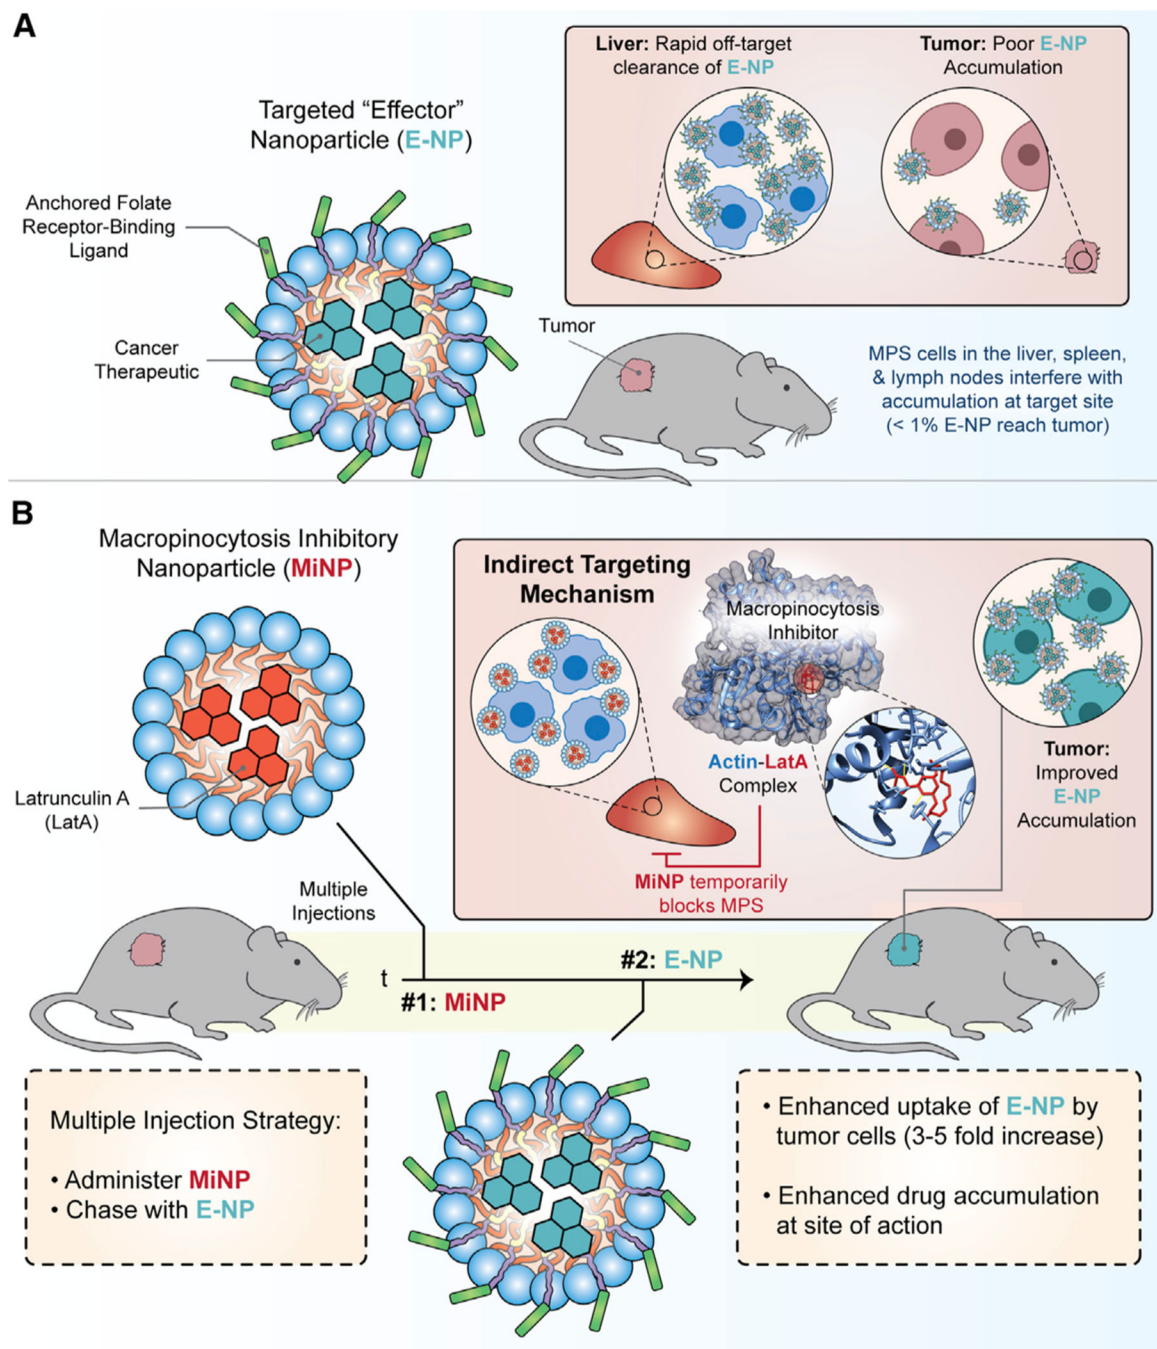 A
Targeted “Effector”
Nanoparticle (E-NP)
Anchored Folate
Receptor-Binding
Ligand
Cancer
Therapeutic
Liver: Rapid off-target
clearance of E-NP
Tumor: Poor E-NP
Accumulation
Tumor
MPS cells in the liver, spleen,
& lymph nodes interfere with
accumulation at target site
(< 1% E-NP reach tumor)
B
Macropinocytosis Inhibitory
Nanoparticle (MiNP)
Latrunculin A
(LatA)
Indirect Targeting
Mechanism
Macropinocytosis
Inhibitor
Actin-LatA
Complex
MiNP temporarily
blocks MPS
Tumor:
Improved
E-NP
Accumulation
Multiple
Injections
t
#1: MiNP
#2: E-NP
Multiple Injection Strategy:
• Administer MiNP
• Chase with E-NP
• Enhanced uptake of E-NP by
tumor cells (3-5 fold increase)
• Enhanced drug accumulation
at site of action